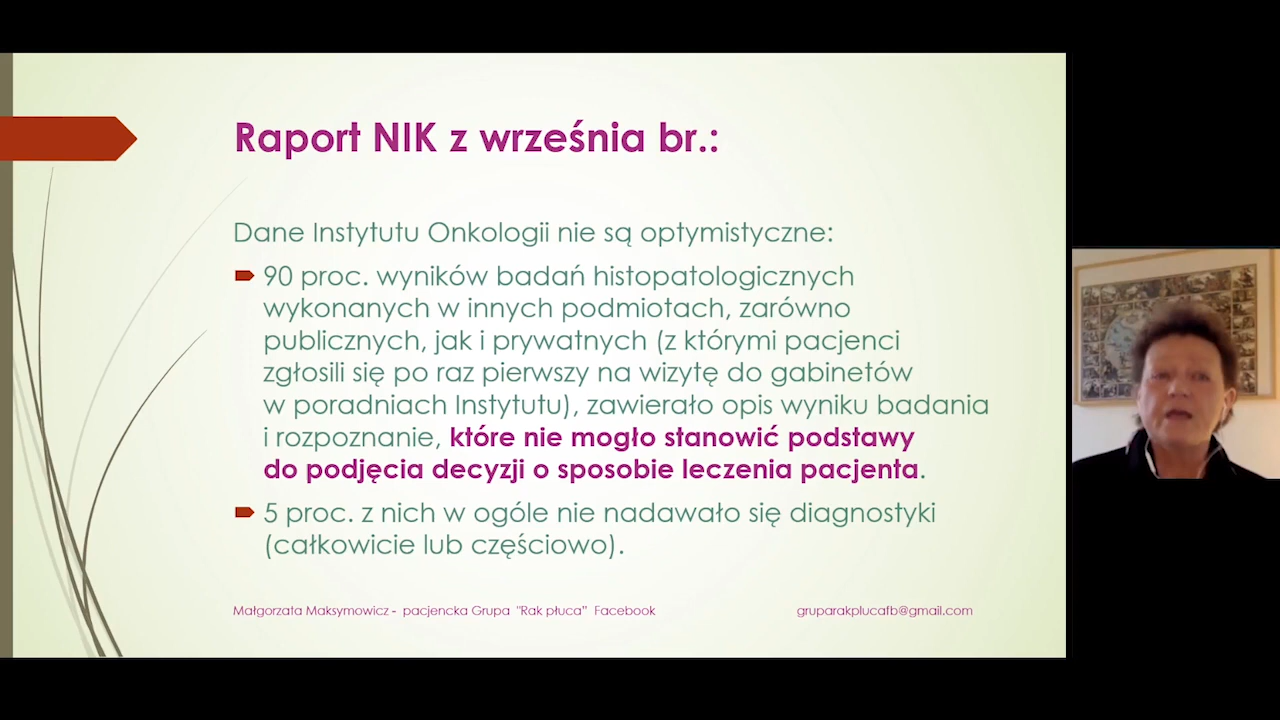 Raport NIK z września br.:
Dane Instytutu Onkologii nie są optymistyczne:
90 proc. wyników badań histopatologicznych
wykonanych w innych podmiotach, zarówno
publicznych, jak i prywatnych (z którymi pacjenci
zgłosili się po raz pierwszy na wizytę do gabinetów
w poradniach Instytutu), zawierało opis wyniku badania
i rozpoznanie, które nie mogło stanowić podstawy
do podjęcia decyzji o sposobie leczenia pacjenta.
5 proc. z nich w ogóle nie nadawało się diagnostyki
(całkowicie lub częściowo).
Małgorzata Maksymowicz - pacjencka Grupa "Rak płuca" Facebook
gruparakplucafb@gmail.com